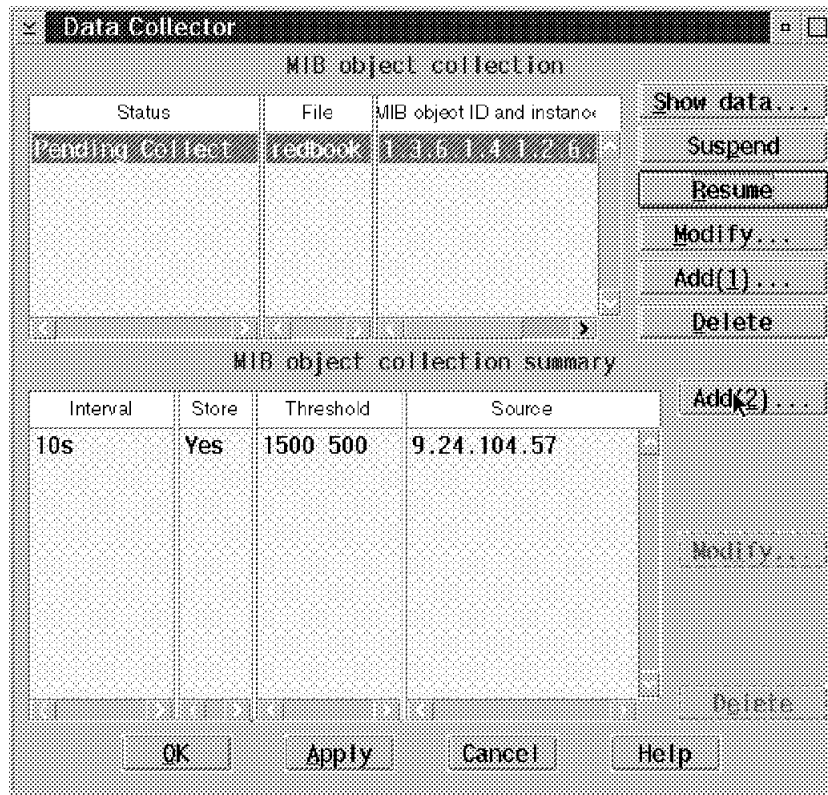 Data Collector
MIB object collection
Status File MIB object ID and instance
Pending Collect redbook 1.3.6.1.4.1.2.6.
Show data...
Suspend
Resume
Modify...
Add(1)...
Delete
MIB object collection summary
Interval Store Threshold Source
10s Yes 1500 500 9.24.104.57
Add(2)...
Modify...
Delete
OK Apply Cancel Help